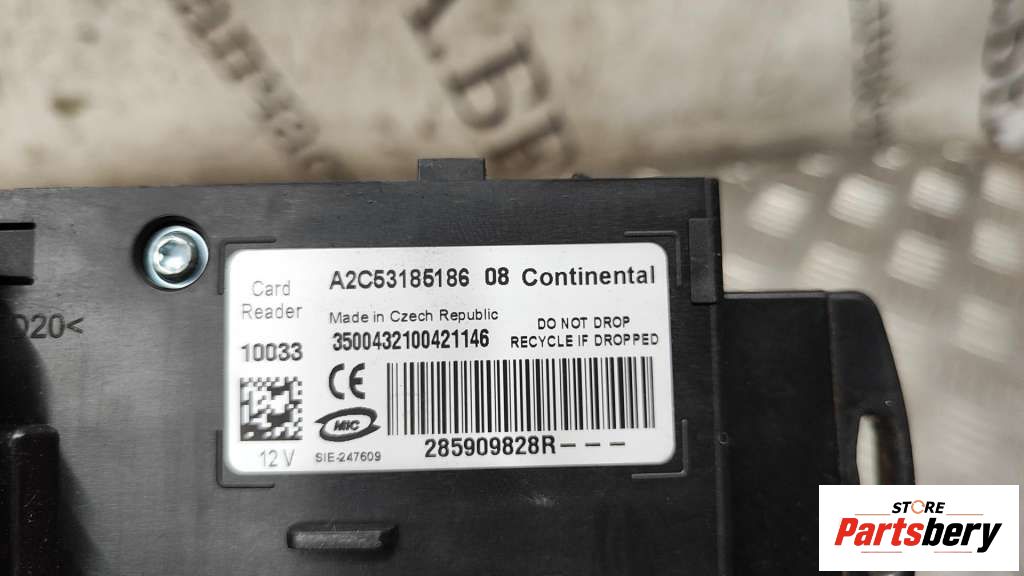 A2C53185186 08 Continental
Card
Reader
Made in Czech Republic
3500432100421146
DO NOT DROP
RECYCLE IF DROPPED
10033
CE
MIC
12 V
SIE-247609
285909828R---
D20<
STORE
Partsbery